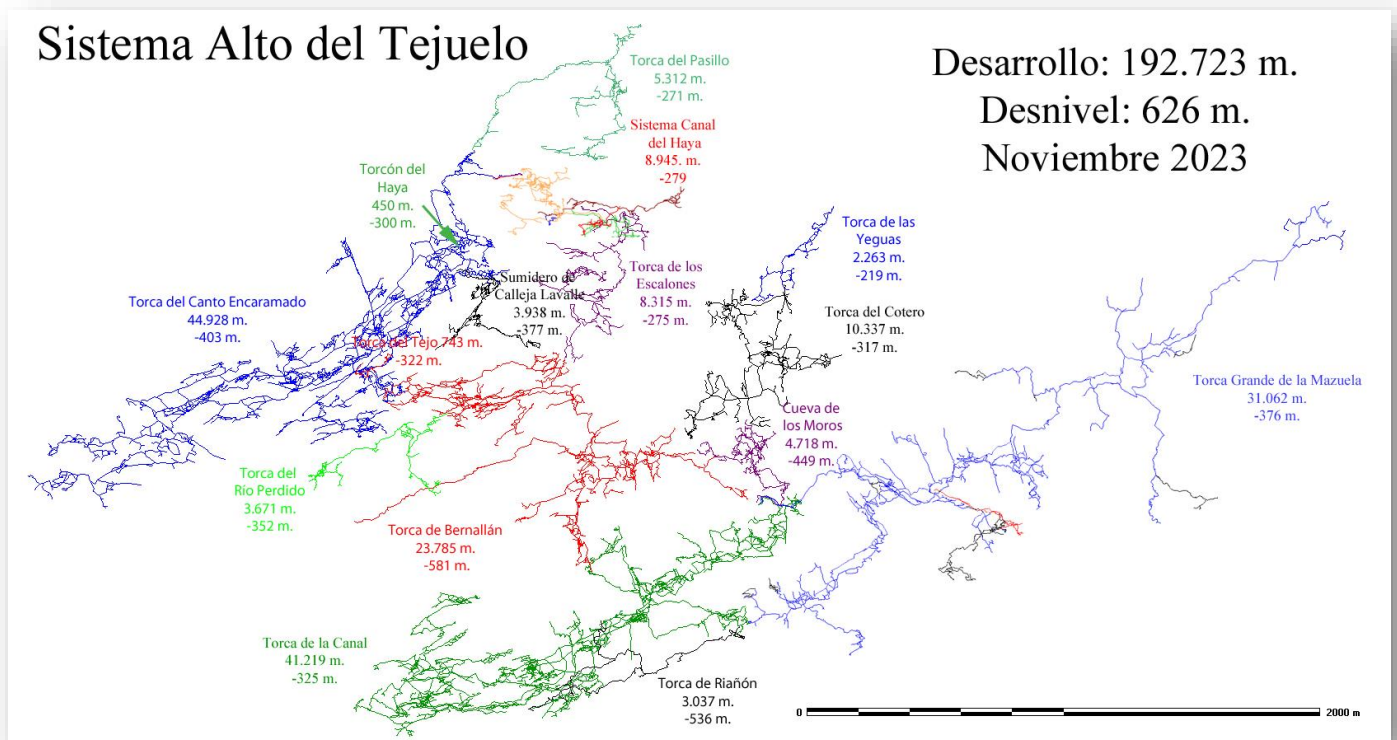 Sistema Alto del Tejuelo
Desarrollo: 192.723 m.
Desnivel: 626 m.
Noviembre 2023
Torca del Pasillo
5.312 m.
-271 m.
Sistema Canal
del Haya
8.945. m.
-279
Torcón del
Haya
450 m.
-300 m.
Torca de las
Yeguas
2.263 m.
-219 m.
Sumidero de
Calleja Lavalle
3.938 m.
-377 m.
Torca de los
Escalones
8.315 m.
-275 m.
Torca del Canto Encaramado
44.928 m.
-403 m.
Torca del Cotero
10.337 m.
-317 m.
Torca del Tejo 743 m.
-322 m.
Torca Grande de la Mazuela
31.062 m.
-376 m.
Cueva de
los Moros
4.718 m.
-449 m.
Torca del
Río Perdido
3.671 m.
-352 m.
Torca de Bernallán
23.785 m.
-581 m.
Torca de la Canal
41.219 m.
-325 m.
Torca de Riañón
3.037 m.
-536 m.
0 2000 m